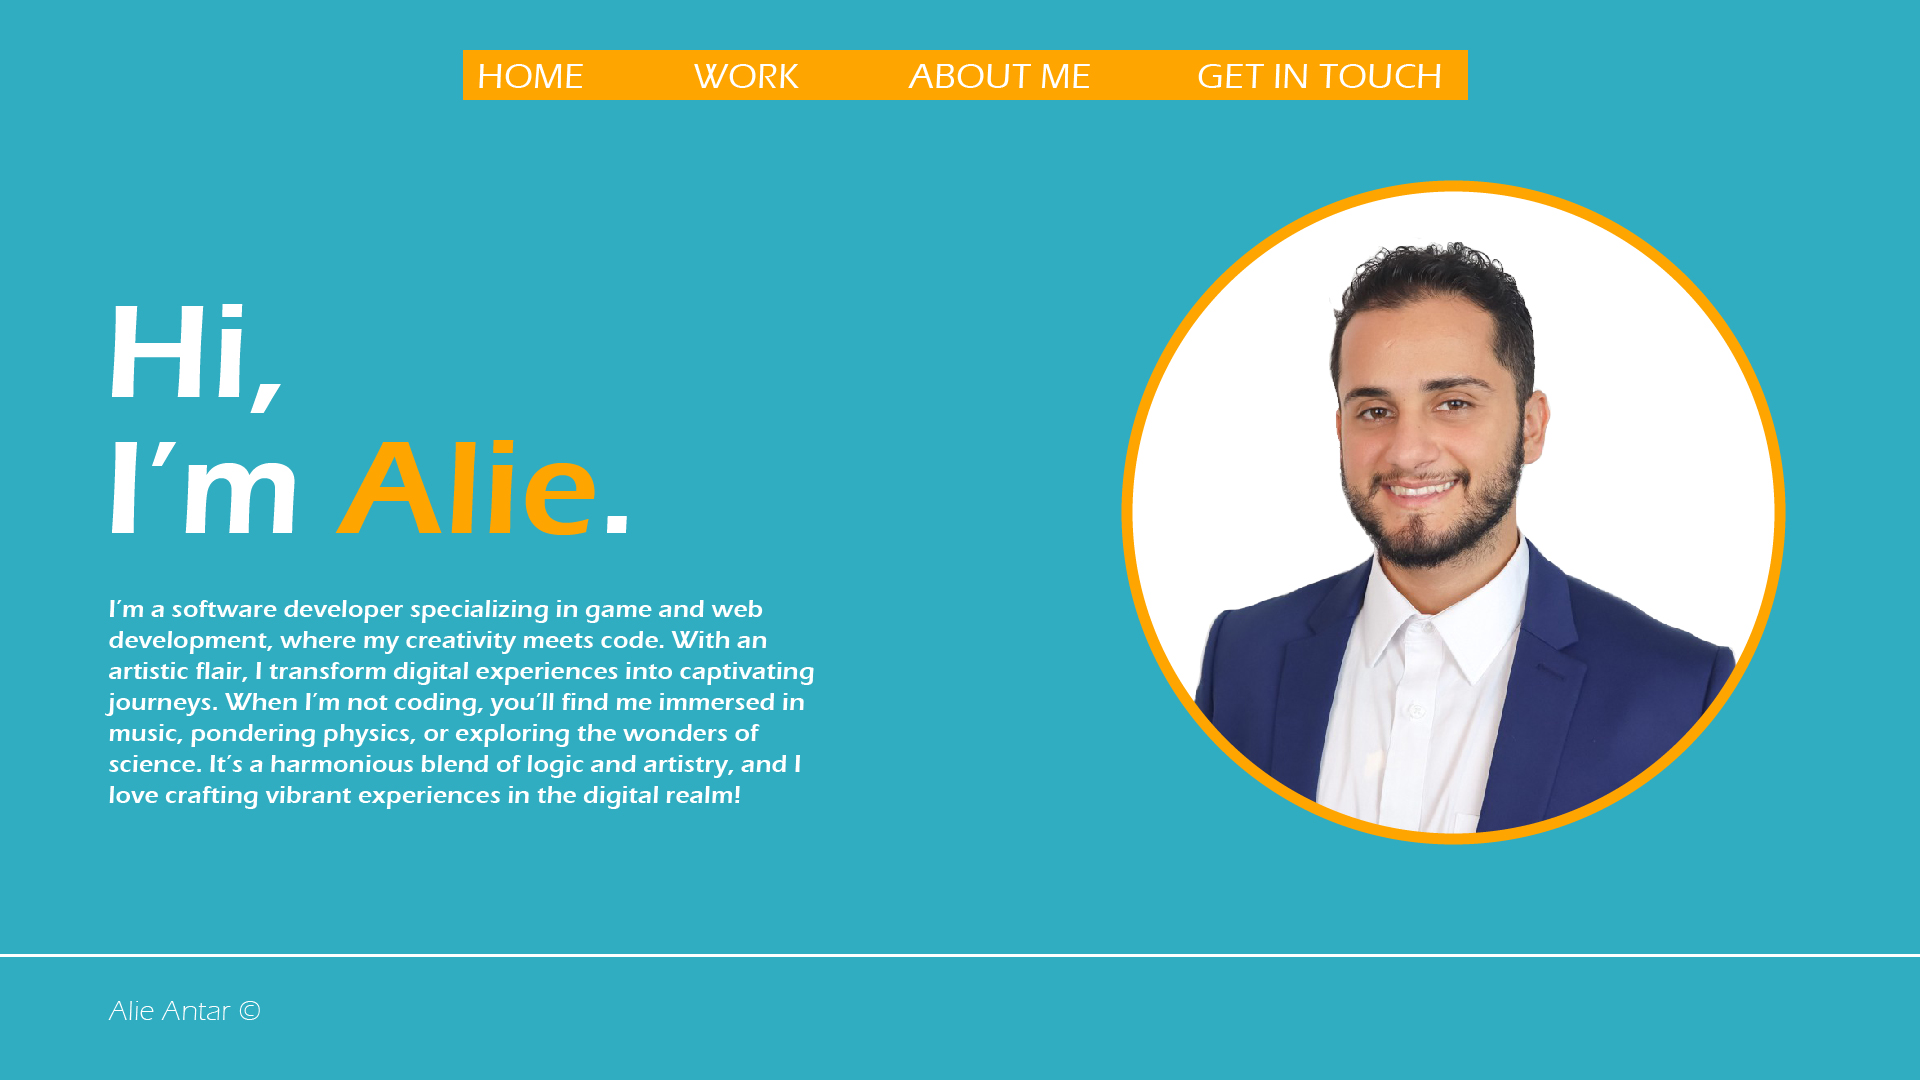 HOME WORK ABOUT ME GET IN TOUCH
Hi,
I’m Alie.
I’m a software developer specializing in game and web
development, where my creativity meets code. With an
artistic flair, I transform digital experiences into captivating
journeys. When I’m not coding, you’ll find me immersed in
music, pondering physics, or exploring the wonders of
science. It’s a harmonious blend of logic and artistry, and I
love crafting vibrant experiences in the digital realm!
Alie Antar ©